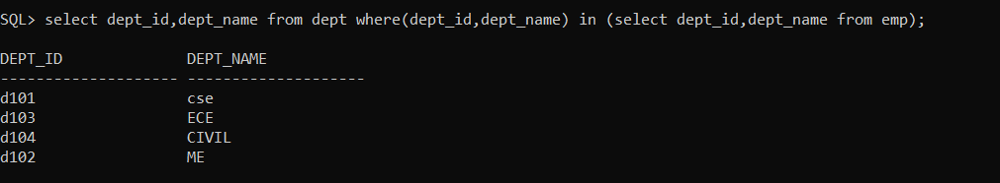 SQL> select dept_id,dept_name from dept where(dept_id,dept_name) in (select dept_id,dept_name from emp);
DEPT_ID              DEPT_NAME
-------------------- --------------------
d101                 cse
d103                 ECE
d104                 CIVIL
d102                 ME